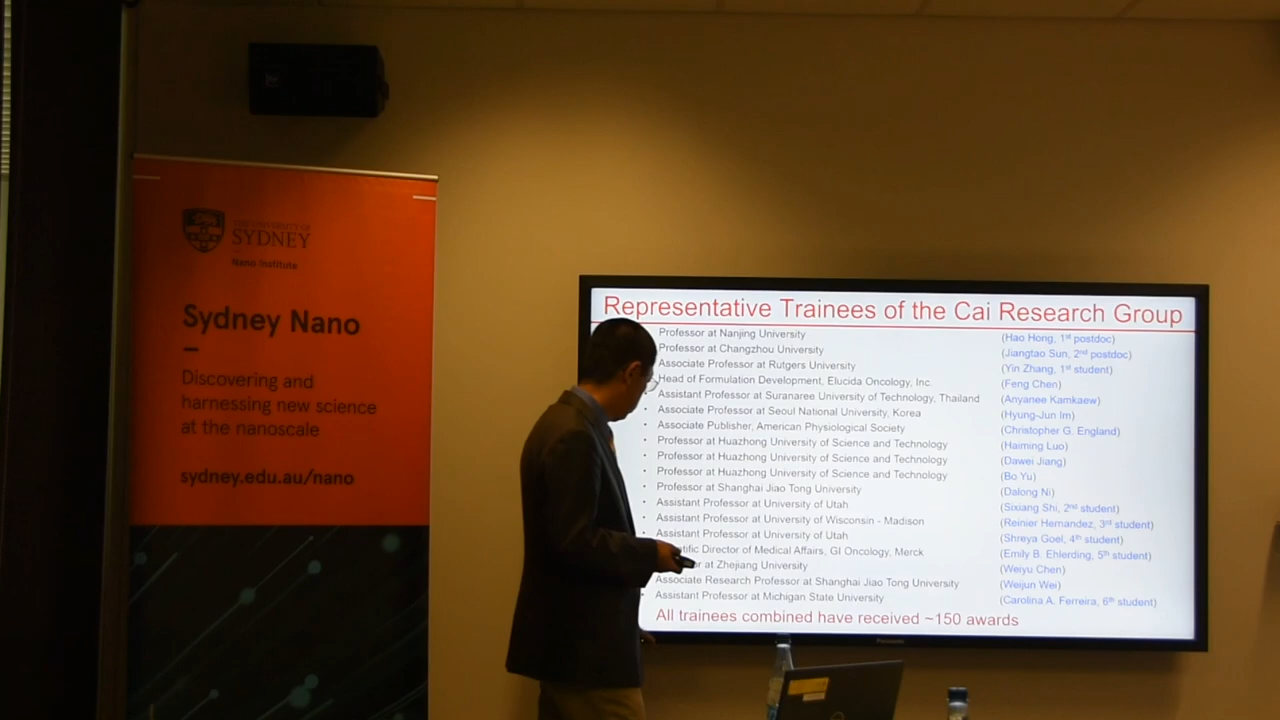 THE UNIVERSITY OF
SYDNEY
Nano Institute
Sydney Nano
Discovering and
harnessing new science
at the nanoscale
sydney.edu.au/nano
Representative Trainees of the Cai Research Group
Professor at Nanjing University (Hao Hong, 1st postdoc)
Professor at Changzhou University (Jiangtao Sun, 2nd postdoc)
Associate Professor at Rutgers University (Yin Zhang, 1st student)
Head of Formulation Development, Elucida Oncology, Inc. (Feng Chen)
• Assistant Professor at Suranaree University of Technology, Thailand (Anyanee Kamkaew)
• Associate Professor at Seoul National University, Korea (Hyung-Jun Im)
• Associate Publisher, American Physiological Society (Christopher G. England)
• Professor at Huazhong University of Science and Technology (Haiming Luo)
• Professor at Huazhong University of Science and Technology (Dawei Jiang)
• Professor at Huazhong University of Science and Technology (Bo Yu)
• Professor at Shanghai Jiao Tong University (Dalong Ni)
• Assistant Professor at University of Utah (Sixiang Shi, 2nd student)
• Assistant Professor at University of Wisconsin - Madison (Reinier Hernandez, 3rd student)
• Assistant Professor at University of Utah (Shreya Goel, 4th student)
Director of Medical Affairs, GI Oncology, Merck (Emily B. Ehlerding, 5th student)
at Zhejiang University (Weiyu Chen)
Associate Research Professor at Shanghai Jiao Tong University (Weijun Wei)
• Assistant Professor at Michigan State University (Carolina A. Ferreira, 6th student)
All trainees combined have received ~150 awards
Panasonic